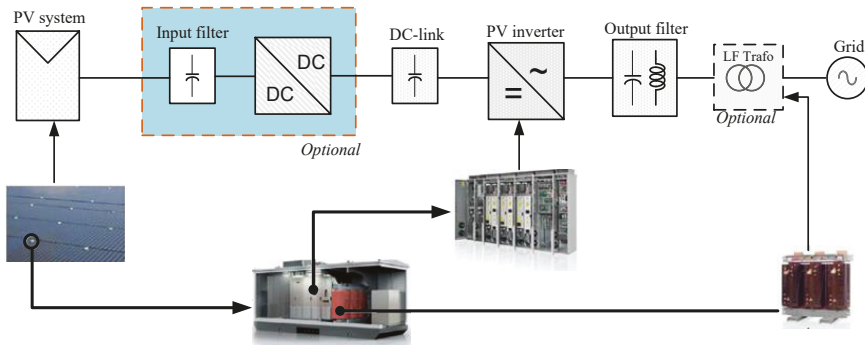 PV system
Input filter
DC
DC
Optional
DC-link
PV inverter
~
=
Output filter
LF Trafo
Optional
Grid
~